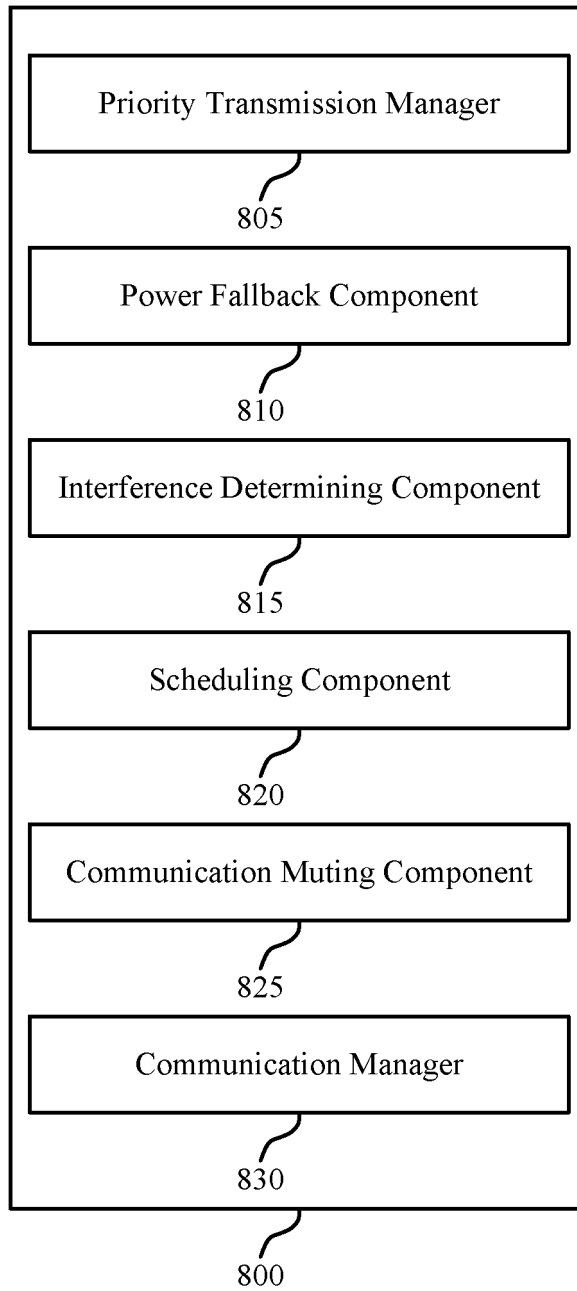 Priority Transmission Manager
805
Power Fallback Component
810
Interference Determining Component
815
Scheduling Component
820
Communication Muting Component
825
Communication Manager
830
800